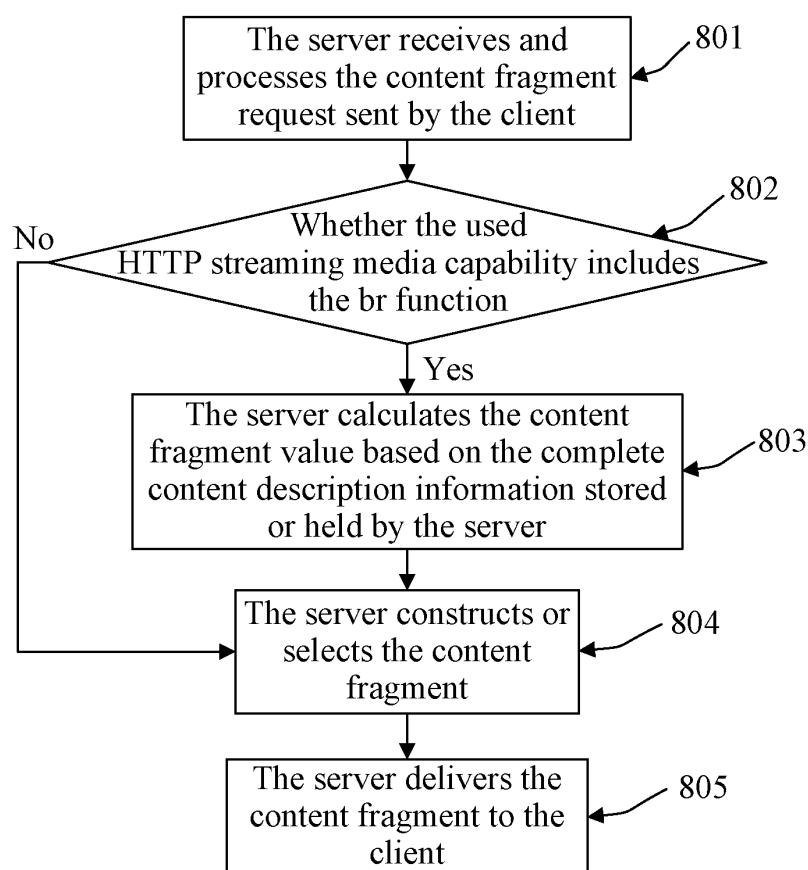 The server receives and
processes the content fragment
request sent by the client
801
802
Whether the used
HTTP streaming media capability includes
the br function
No
Yes
The server calculates the content
fragment value based on the complete
content description information stored
or held by the server
803
The server constructs or
selects the content
fragment
804
The server delivers the
content fragment to the
client
805